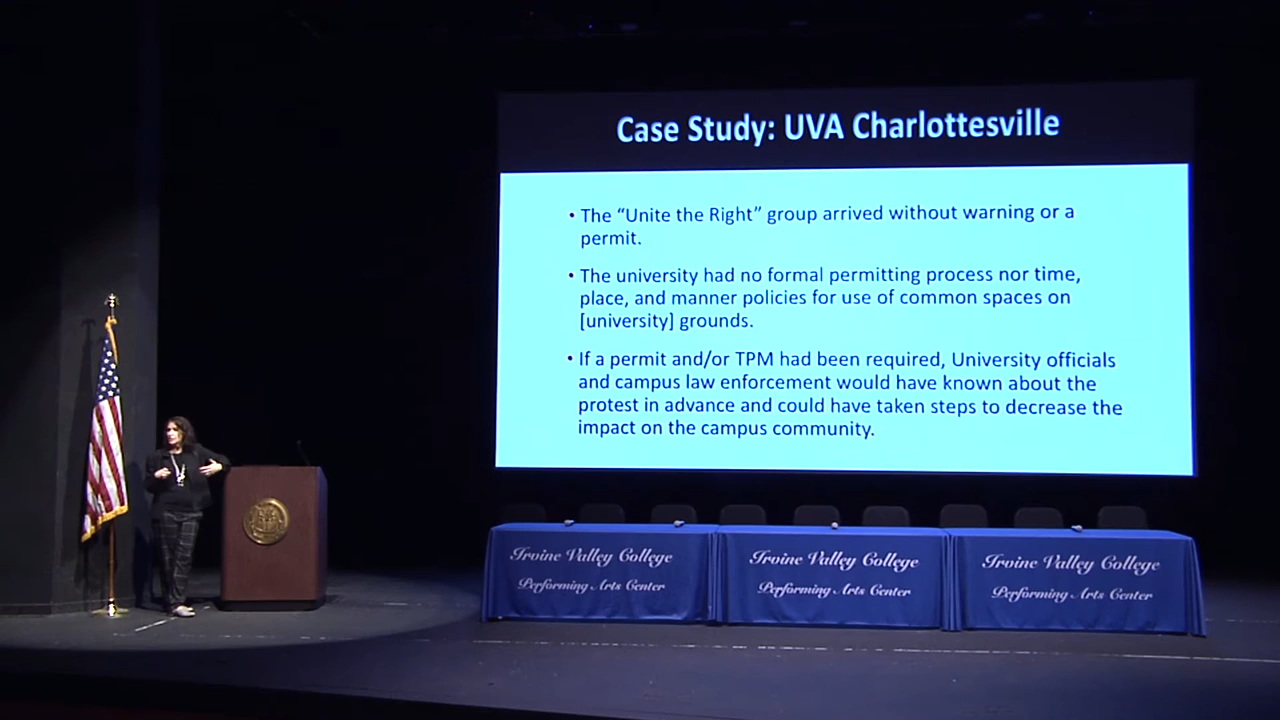 Case Study: UVA Charlottesville
• The “Unite the Right” group arrived without warning or a
permit.
• The university had no formal permitting process nor time,
place, and manner policies for use of common spaces on
[university] grounds.
• If a permit and/or TPM had been required, University officials
and campus law enforcement would have known about the
protest in advance and could have taken steps to decrease the
impact on the campus community.
Irvine Valley College
Performing Arts Center
Irvine Valley College
Performing Arts Center
Irvine Valley College
Performing Arts Center